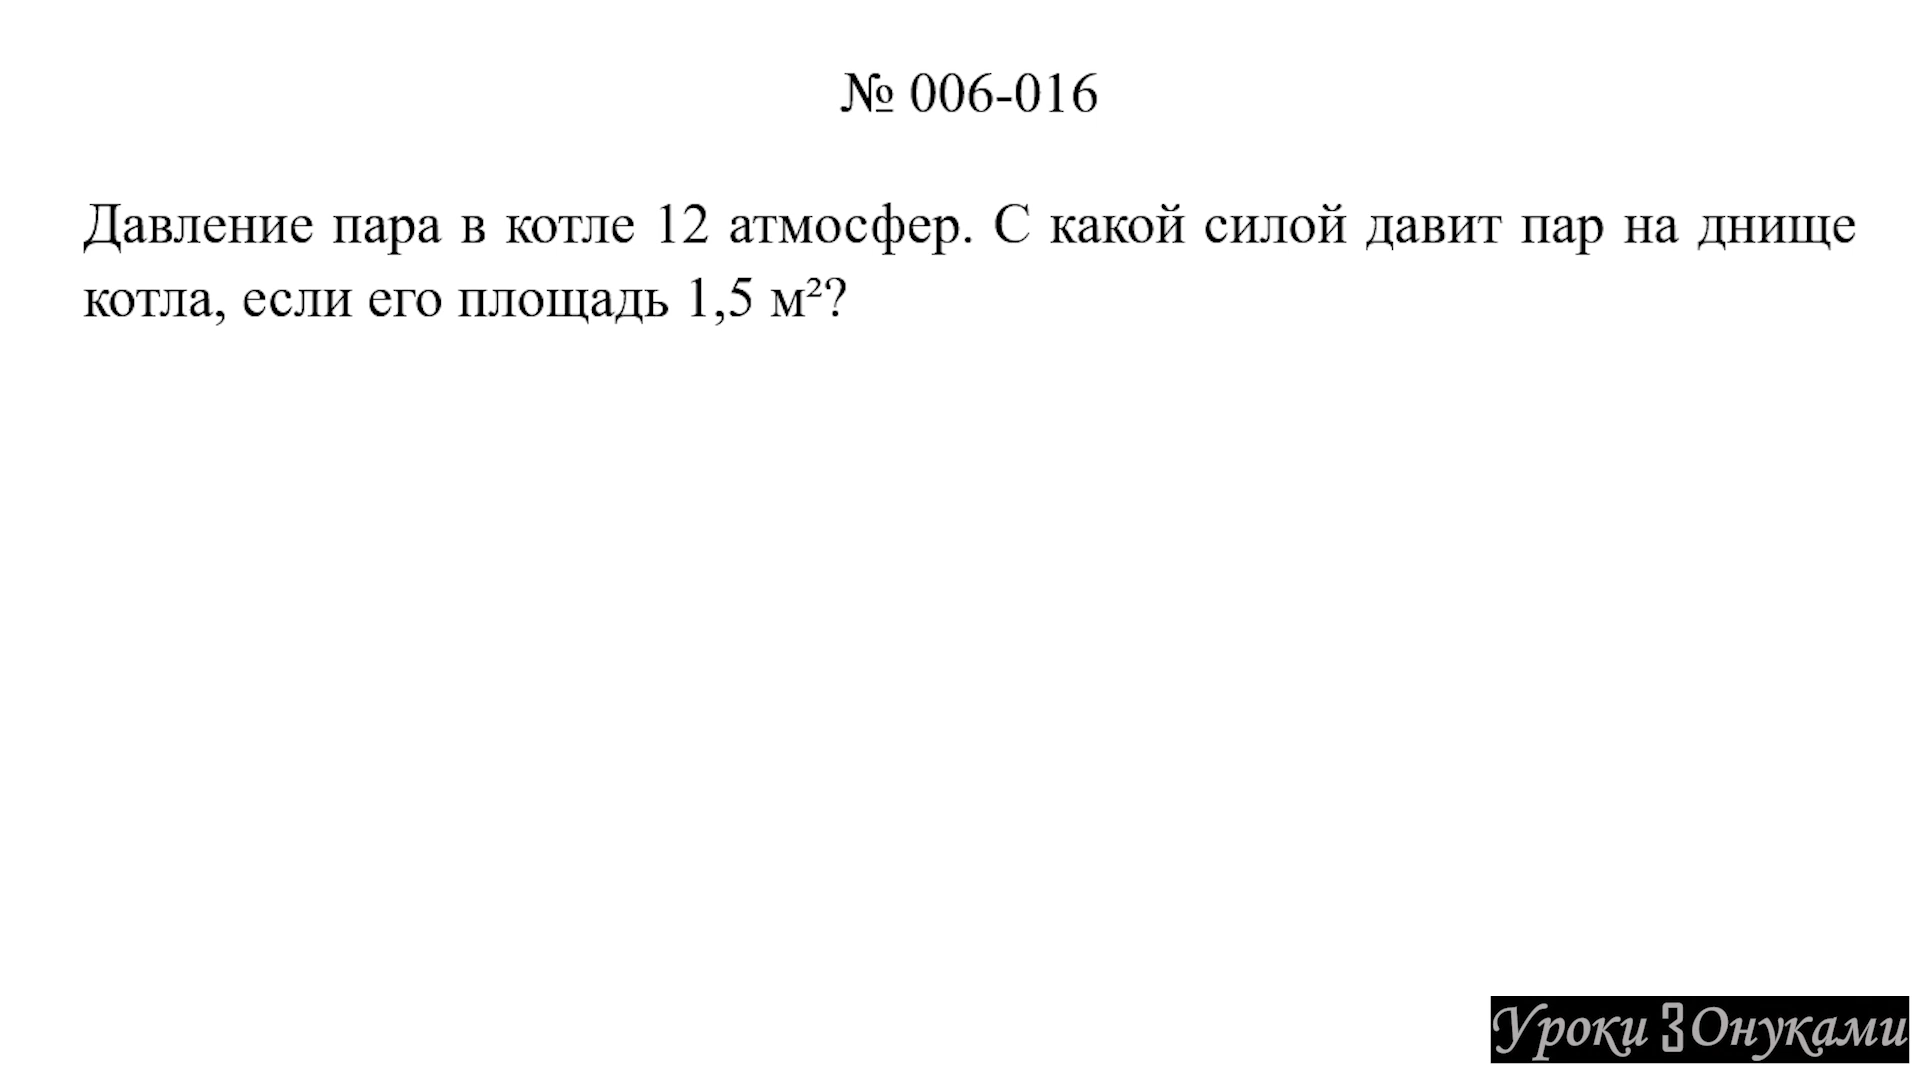 № 006-016
Давление пара в котле 12 атмосфер. С какой силой давит пар на днище
котла, если его площадь 1,5 м²?
Уроки З Онуками